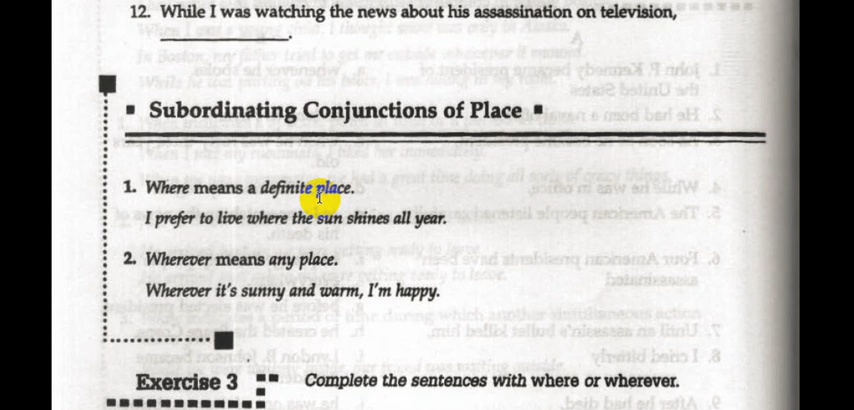 12. While I was watching the news about his assassination on television,
____________.
Subordinating Conjunctions of Place
1. Where means a definite place.
I prefer to live where the sun shines all year.
2. Wherever means any place.
Wherever it's sunny and warm, I'm happy.
Exercise 3 Complete the sentences with where or wherever.